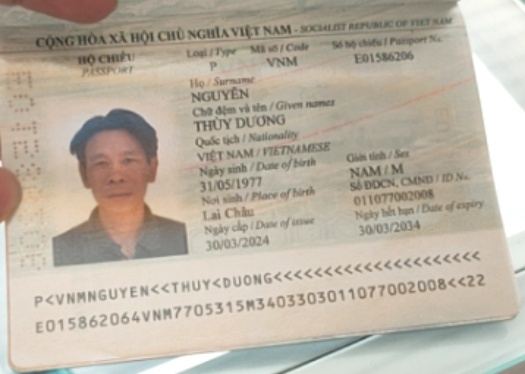 CỘNG HÒA XÃ HỘI CHỦ NGHĨA VIỆT NAM - SOCIALIST REPUBLIC OF VIET NAM
HỘ CHIẾU
PASSPORT
Loại / Type
P
Mã số / Code
VNM
Số hộ chiếu / Passport No.
E01586206
Họ / Surname
NGUYỄN
Chữ đệm và tên / Given names
THÙY DƯƠNG
Quốc tịch / Nationality
VIỆT NAM / VIETNAMESE
Ngày sinh / Date of birth
31/05/1977
Giới tính / Sex
NAM / M
Nơi sinh / Place of birth
Lai Châu
Số ĐDCN, CMND / ID No.
011077002008
Ngày cấp / Date of issue
30/03/2024
Ngày hết hạn / Date of expiry
30/03/2034
P<VNMNGUYEN<<THUY<DUONG<<<<<<<<<<<<<<<<<<<<<
E015862064VNM7705315M3403303011077002008<<22